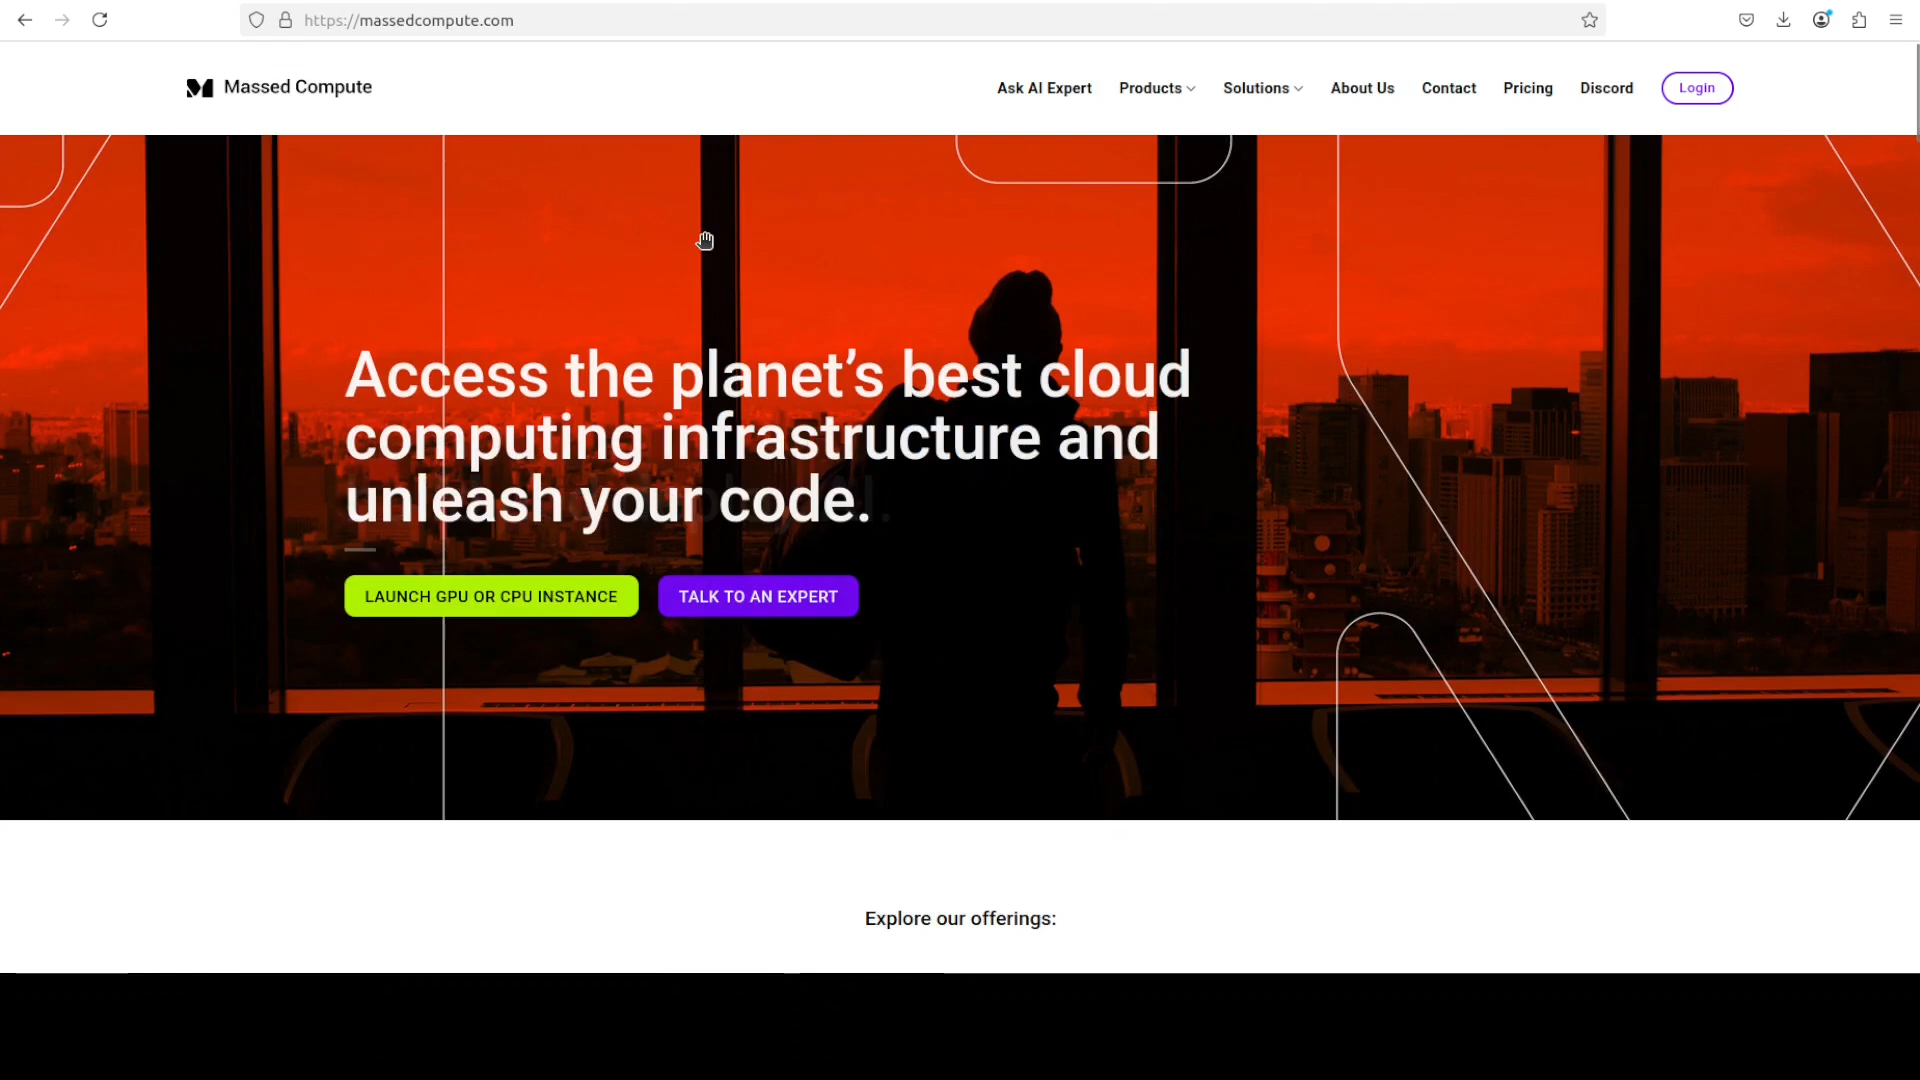 https://massedcompute.com
Massed Compute
Ask AI Expert
Products
Solutions
About Us
Contact
Pricing
Discord
Login
Access the planet’s best cloud
computing infrastructure and
unleash your code.
LAUNCH GPU OR CPU INSTANCE
TALK TO AN EXPERT
Explore our offerings: